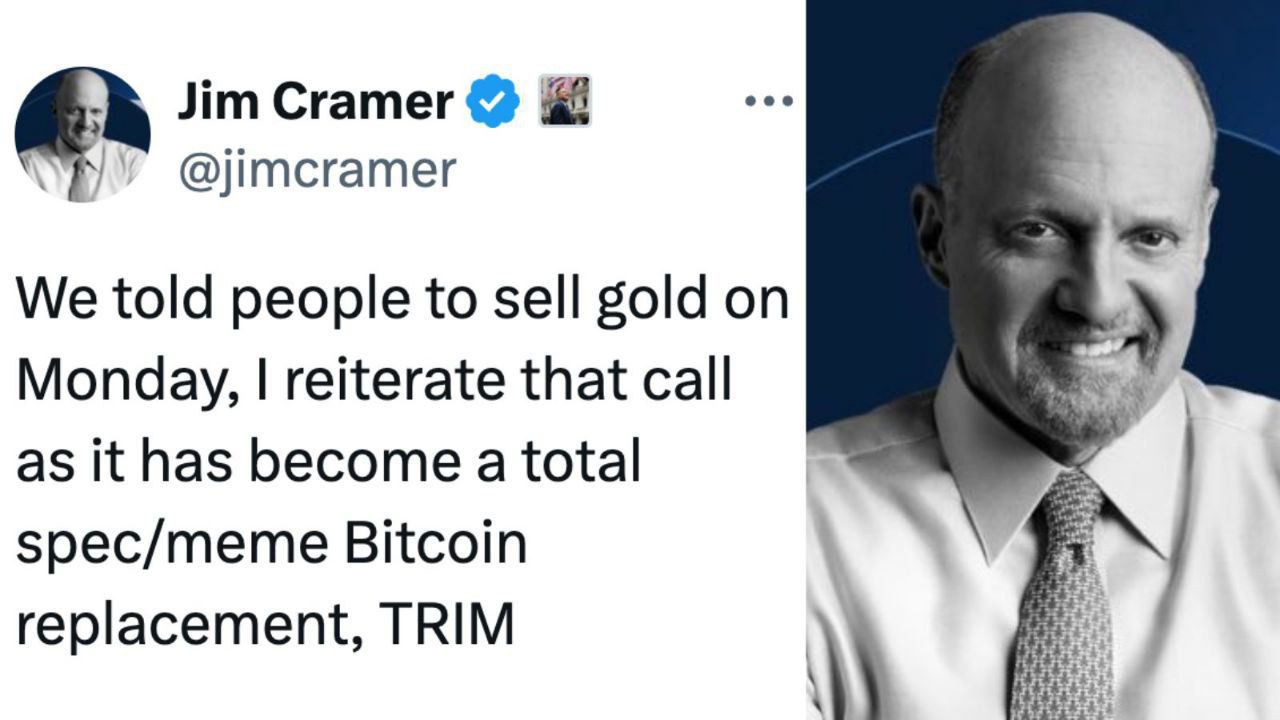 Jim Cramer
@jimcramer
We told people to sell gold on
Monday, I reiterate that call
as it has become a total
spec/meme Bitcoin
replacement, TRIM